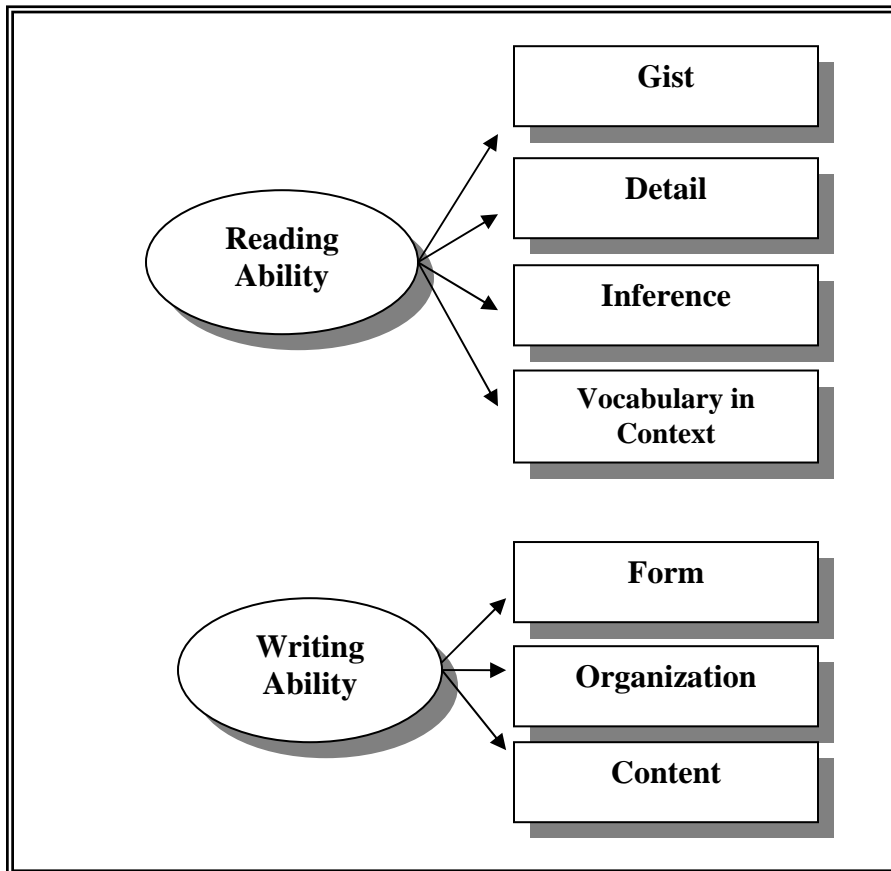 Gist
Detail
Reading
Ability
Inference
Vocabulary in
Context
Form
Writing
Ability
Organization
Content